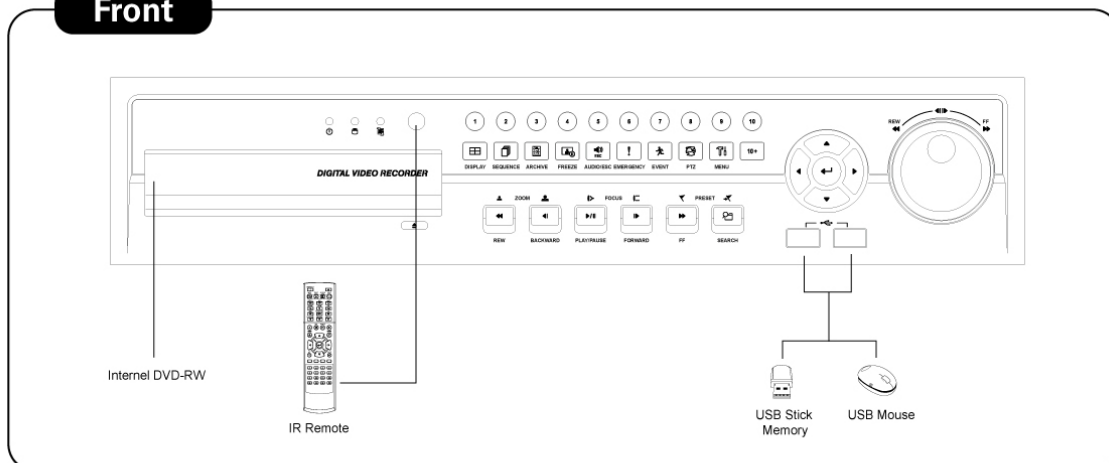 Front
1 2 3 4 5 6 7 8 9 10
REC
10+
DISPLAY SEQUENCE ARCHIVE FREEZE AUDIO/ESC EMERGENCY EVENT PTZ MENU
REW FF
DIGITAL VIDEO RECORDER
ZOOM FOCUS PRESET
REW BACKWARD PLAY/PAUSE FORWARD FF SEARCH
Internel DVD-RW
IR Remote
USB Stick
Memory
USB Mouse